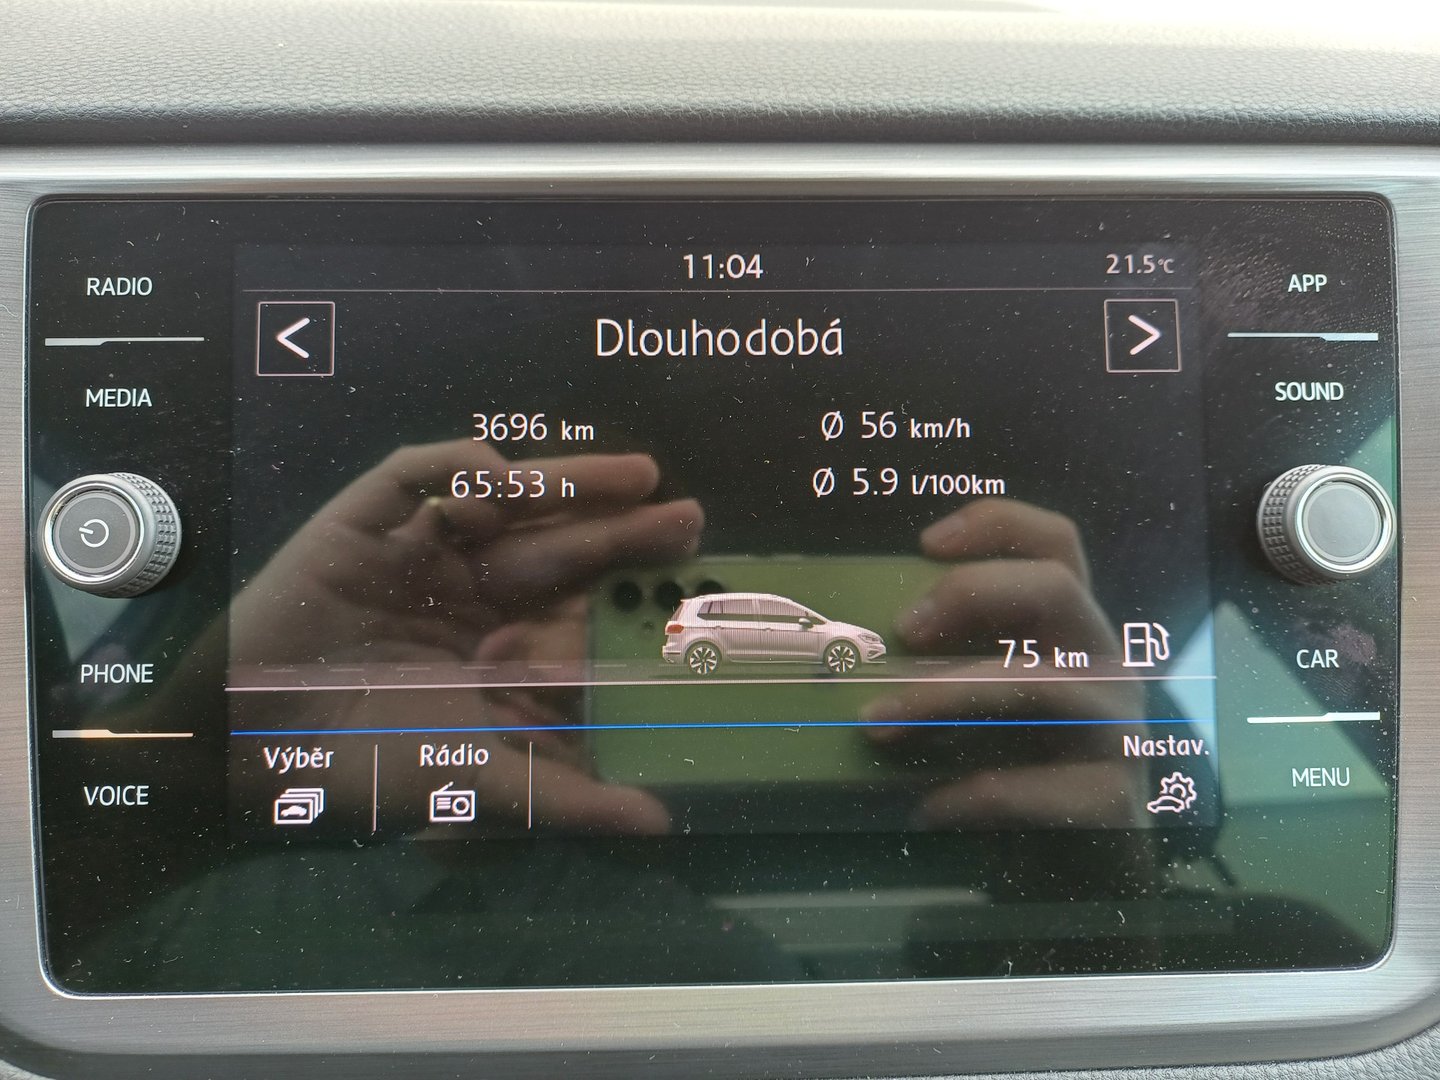 11:04
21.5°C
RADIO
MEDIA
PHONE
VOICE
<
Dlouhodobá
>
3696 km
Ø 56 km/h
65:53 h
Ø 5.9 l/100km
75 km
Výběr
Rádio
Nastav.
APP
SOUND
CAR
MENU